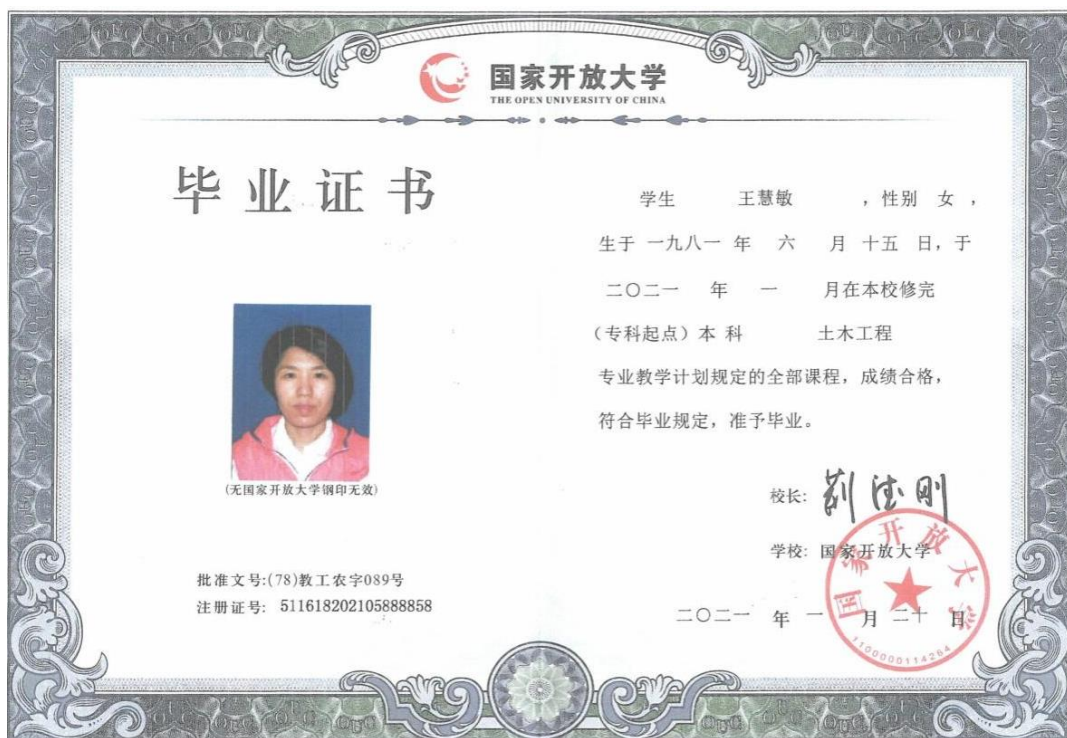 国家开放大学
THE OPEN UNIVERSITY OF CHINA
毕业证书
(无国家开放大学钢印无效)
批准文号:(78)教工农字089号
注册证号: 511618202105888858
学生 王慧敏 ，性别 女 ，
生于 一九八一 年 六 月 十五 日，于
二〇二一 年 一 月在本校修完
（专科起点）本 科 土木工程
专业教学计划规定的全部课程，成绩合格，
符合毕业规定，准予毕业。
校长:
学校: 国家开放大学
二〇二一 年 一 月 二十 日
国家开放大学
1100000114264